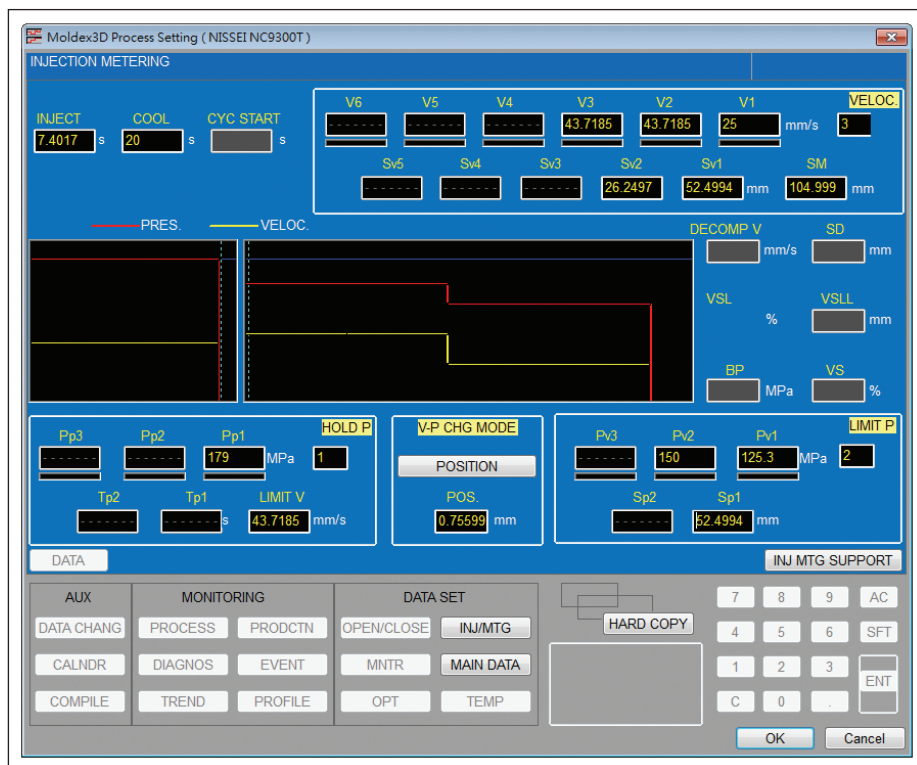 Moldex3D Process Setting ( NISSEI NC9300T )
INJECTION METERING
V6 V5 V4 V3 V2 V1 VELOC.
INJECT COOL CYC START
7.4017 s 20 s s
------- ------- ------- 43.7185 43.7185 25 mm/s 3
Sv5 Sv4 Sv3 Sv2 Sv1 SM
------- ------- ------- 26.2497 52.4994 mm 104.999 mm
PRES. VELOC.
DECOMP V SD
mm/s mm
VSL VSLL
% mm
BP VS
MPa %
Pp3 Pp2 Pp1 HOLD P
------- ------- 179 MPa 1
Tp2 Tp1 LIMIT V
------- ------- s 43.7185 mm/s
V-P CHG MODE
POSITION
POS.
0.75599 mm
Pv3 Pv2 Pv1 LIMIT P
------- 150 125.3 MPa 2
Sp2 Sp1
------- 52.4994 mm
DATA INJ MTG SUPPORT
AUX MONITORING DATA SET
DATA CHANG PROCESS PRODCTN OPEN/CLOSE INJ/MTG
CALNDR DIAGNOS EVENT MNTR MAIN DATA
COMPILE TREND PROFILE OPT TEMP
HARD COPY
7 8 9 AC
4 5 6 SFT
1 2 3 ENT
C 0 .
OK Cancel